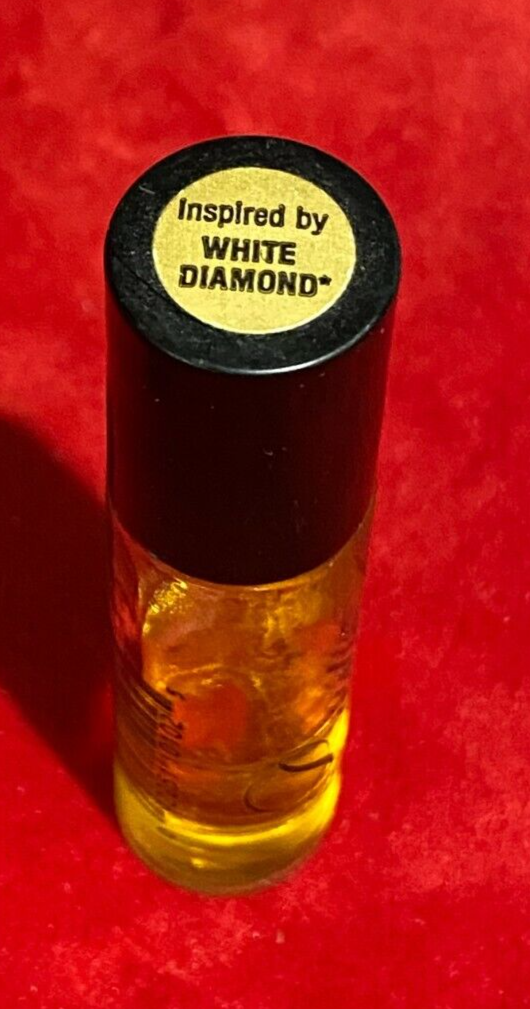 Inspired by
WHITE
DIAMOND*